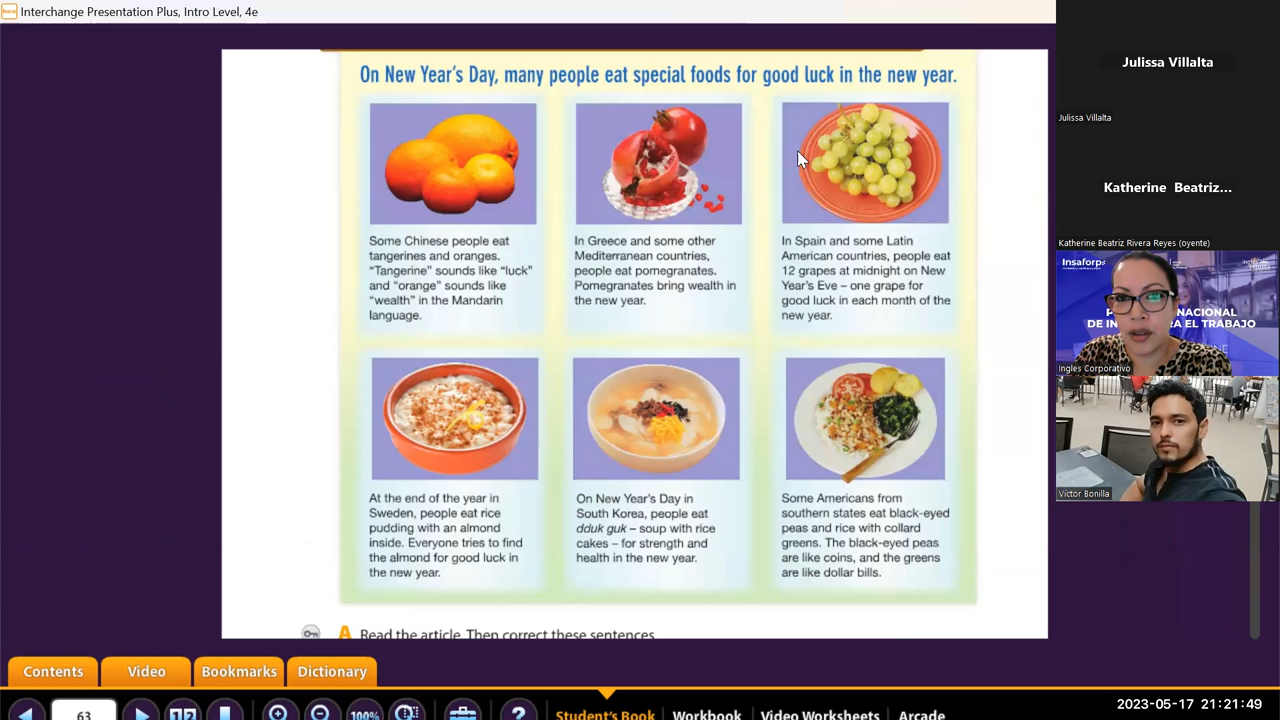 Interchange Presentation Plus, Intro Level, 4e
On New Year's Day, many people eat special foods for good luck in the new year.
Some Chinese people eat
tangerines and oranges.
“Tangerine” sounds like “luck”
and “orange” sounds like
“wealth” in the Mandarin
language.
In Greece and some other
Mediterranean countries,
people eat pomegranates.
Pomegranates bring wealth in
the new year.
In Spain and some Latin
American countries, people eat
12 grapes at midnight on New
Year's Eve – one grape for
good luck in each month of the
new year.
At the end of the year in
Sweden, people eat rice
pudding with an almond
inside. Everyone tries to find
the almond for good luck in
the new year.
On New Year's Day in
South Korea, people eat
dduk guk – soup with rice
cakes – for strength and
health in the new year.
Some Americans from
southern states eat black-eyed
peas and rice with collard
greens. The black-eyed peas
are like coins, and the greens
are like dollar bills.
A Read the article. Then correct these sentences.
Contents
Video
Bookmarks
Dictionary
63
1 2
100%
?
Student's Book
Workbook
Video Worksheets
Arcade
Julissa Villalta
Julissa Villalta
Katherine Beatriz...
Katherine Beatriz Rivera Reyes (oyente)
Insaforp
NACIONAL
DE IN
RA EL TRABAJO
Ingles Corporativo
Víctor Bonilla
2023-05-17 21:21:49